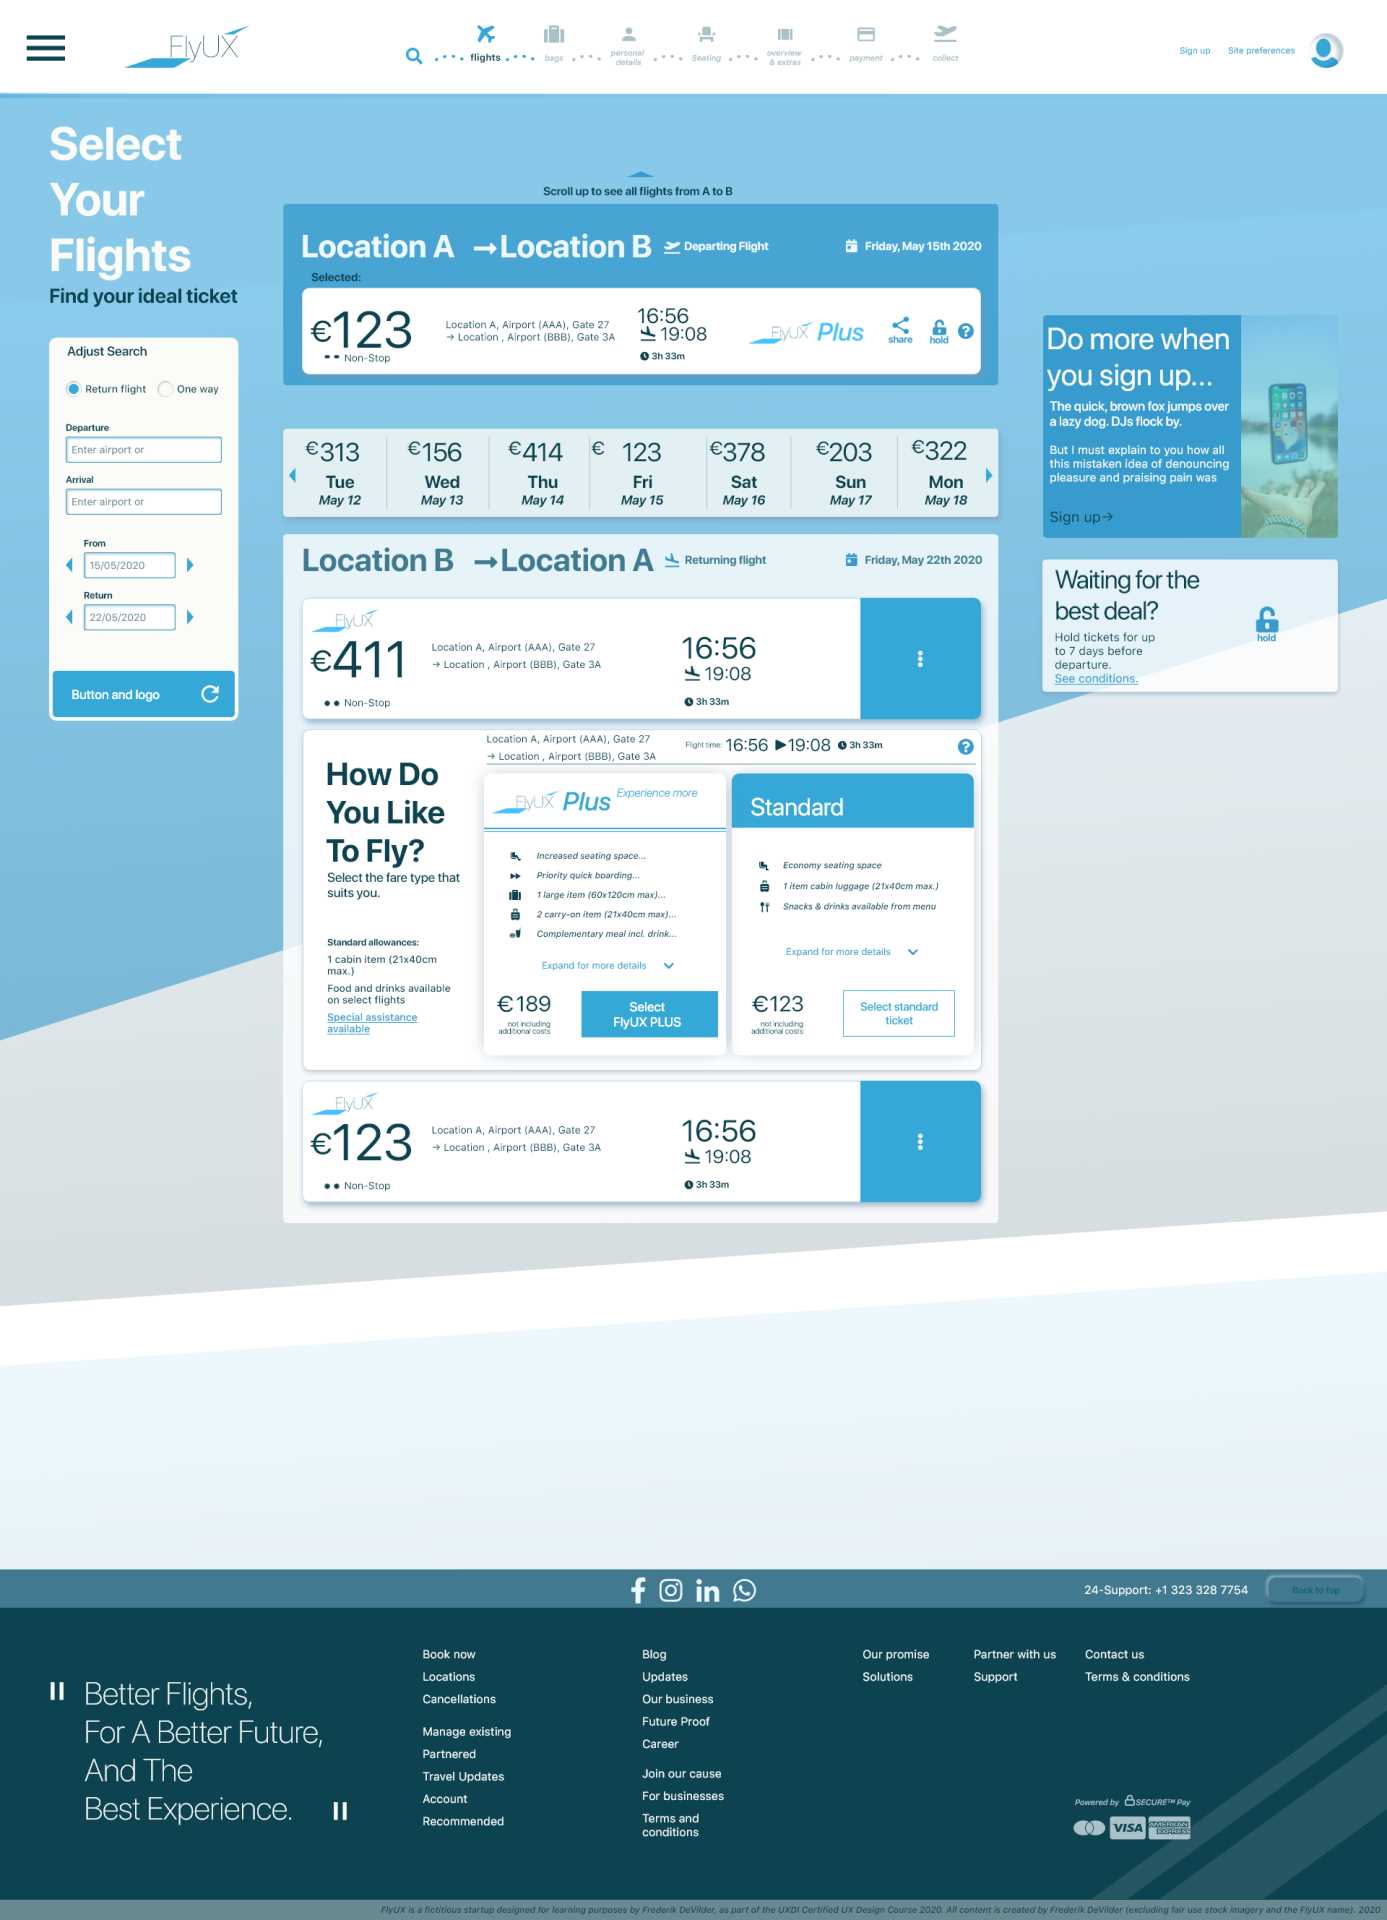 FlyUX
flights
bags
personal
details
Seating
overview
& extras
payment
collect
Sign up
Site preferences
Select
Your
Flights
Find your ideal ticket
Scroll up to see all flights from A to B
Location A →Location B
Departing Flight
Friday, May 15th 2020
Selected:
€123
Non-Stop
Location A, Airport (AAA), Gate 27
→ Location , Airport (BBB), Gate 3A
16:56
19:08
3h 33m
FlyUX Plus
share
hold
?
Adjust Search
Return flight
One way
Departure
Enter airport or
Arrival
Enter airport or
From
15/05/2020
Return
22/05/2020
Button and logo
Do more when
you sign up...
The quick, brown fox jumps over
a lazy dog. DJs flock by.
But I must explain to you how all
this mistaken idea of denouncing
pleasure and praising pain was
Sign up→
€313
Tue
May 12
€156
Wed
May 13
€414
Thu
May 14
€ 123
Fri
May 15
€378
Sat
May 16
€203
Sun
May 17
€322
Mon
May 18
Location B →Location A
Returning flight
Friday, May 22th 2020
Waiting for the
best deal?
Hold tickets for up
to 7 days before
departure.
See conditions.
hold
FlyUX
€411
Non-Stop
Location A, Airport (AAA), Gate 27
→ Location , Airport (BBB), Gate 3A
16:56
19:08
3h 33m
How Do
You Like
To Fly?
Select the fare type that
suits you.
Standard allowances:
1 cabin item (21x40cm
max.)
Food and drinks available
on select flights
Special assistance
available
Location A, Airport (AAA), Gate 27
→ Location , Airport (BBB), Gate 3A
Flight time: 16:56 ▶19:08 3h 33m
?
FlyUX Plus Experience more
Increased seating space...
Priority quick boarding...
1 large item (60x120cm max)...
2 carry-on item (21x40cm max)...
Complementary meal incl. drink...
Expand for more details
€189
not including
additional costs
Select
FlyUX PLUS
Standard
Economy seating space
1 item cabin luggage (21x40cm max.)
Snacks & drinks available from menu
Expand for more details
€123
not including
additional costs
Select standard
ticket
FlyUX
€123
Non-Stop
Location A, Airport (AAA), Gate 27
→ Location , Airport (BBB), Gate 3A
16:56
19:08
3h 33m
24-Support: +1 323 328 7754
Back to top
Better Flights,
For A Better Future,
And The
Best Experience.
Book now
Locations
Cancellations
Manage existing
Partnered
Travel Updates
Account
Recommended
Blog
Updates
Our business
Future Proof
Career
Join our cause
For businesses
Terms and
conditions
Our promise
Solutions
Partner with us
Support
Contact us
Terms & conditions
Powered by SECURE™ Pay
VISA
AMERICAN
EXPRESS
FlyUX is a fictitious startup designed for learning purposes by Frederik DeVilder, as part of the UXDI Certified UX Design Course 2020. All content is created by Frederik DeVilder (excluding fair use stock imagery and the FlyUX name). 2020